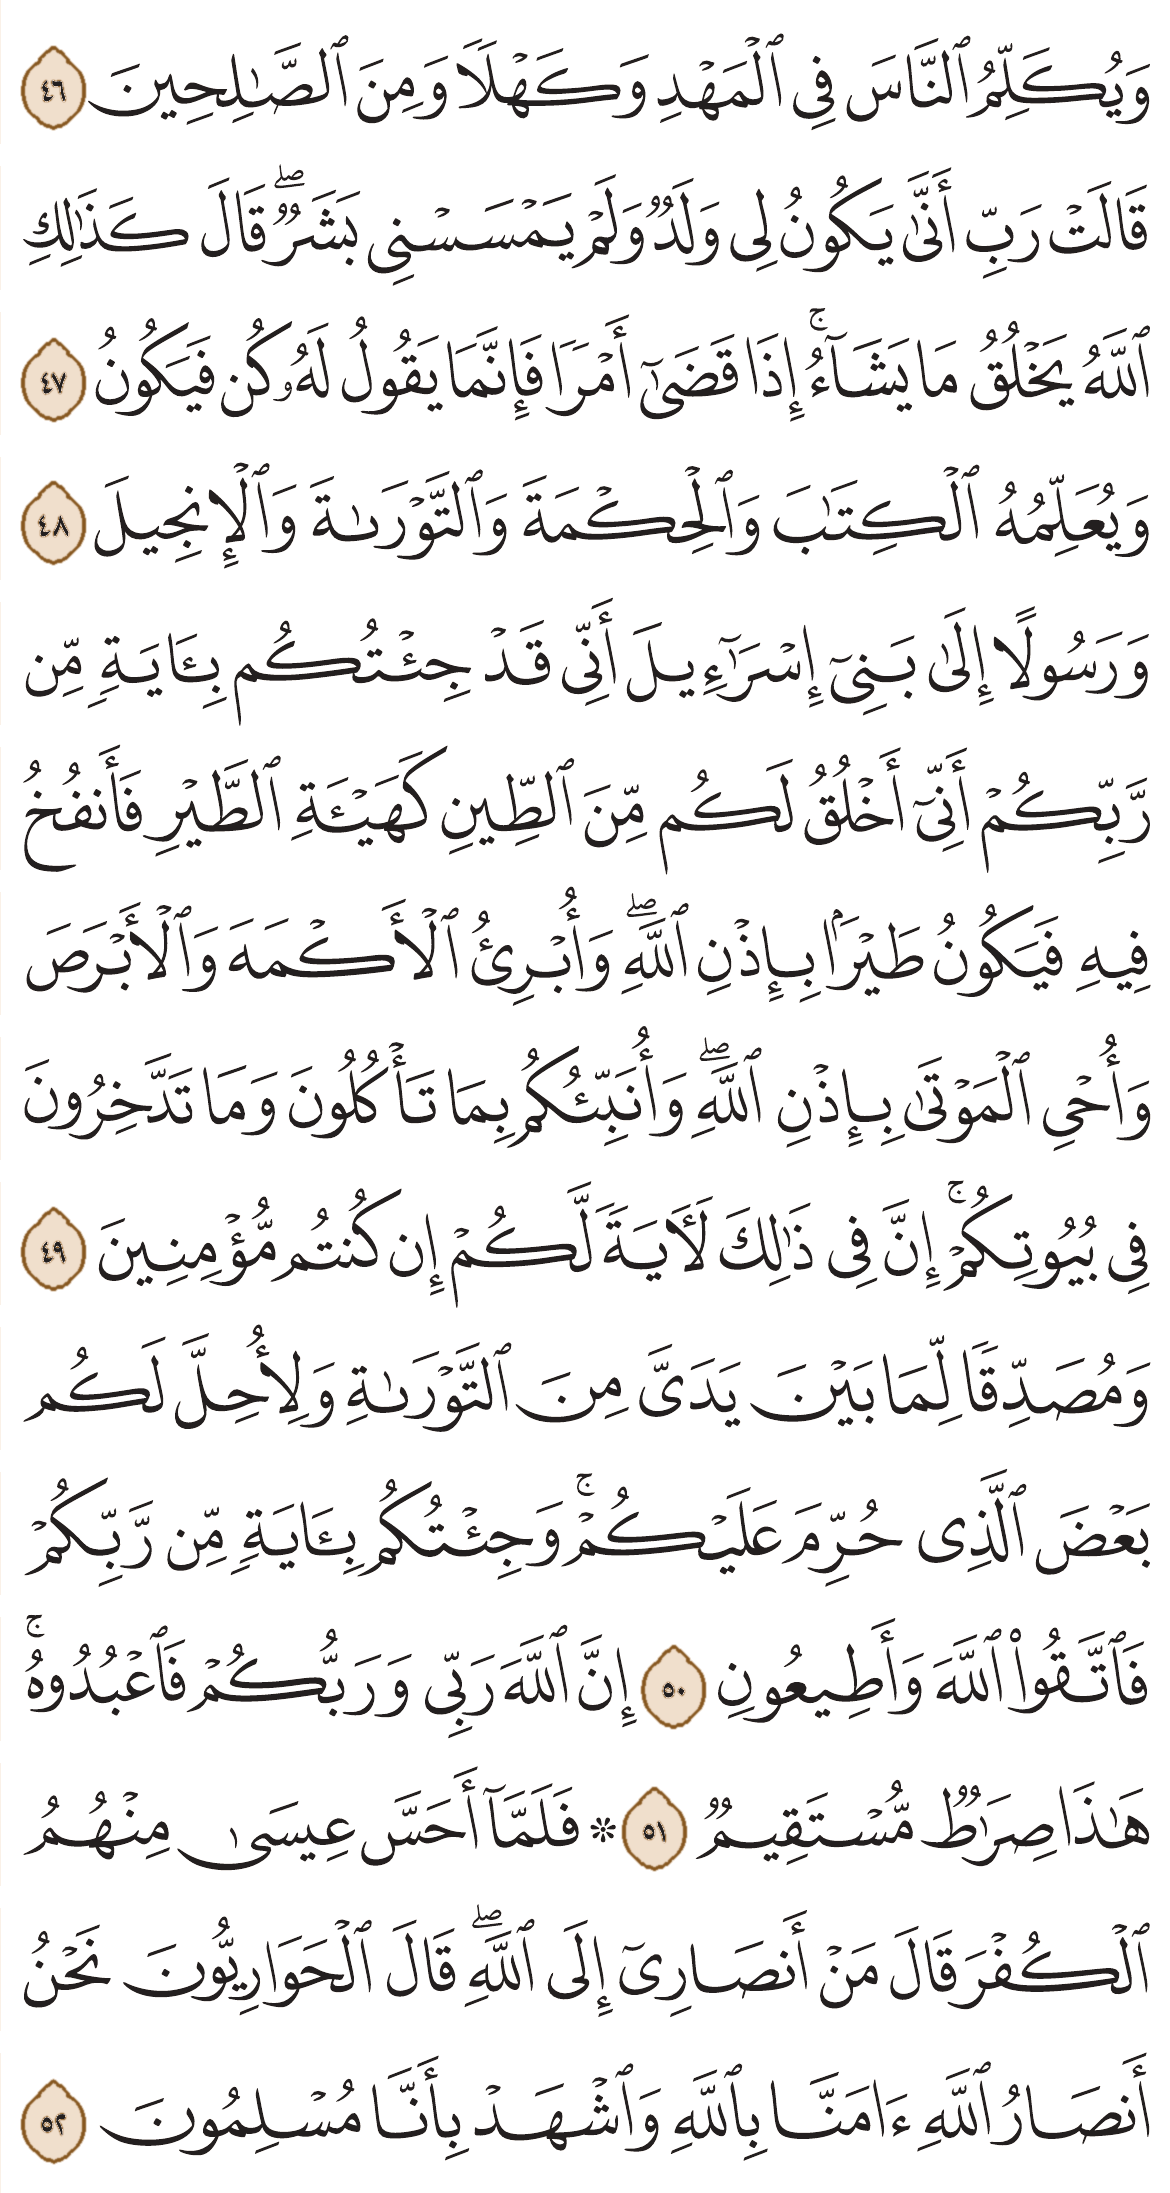 وَيُكَلِّمُ ٱلنَّاسَ فِي ٱلۡمَهۡدِ وَكَهۡلٗا وَمِنَ ٱلصَّٰلِحِينَ ٤٦
قَالَتۡ رَبِّ أَنَّىٰ يَكُونُ لِي وَلَدٞ وَلَمۡ يَمۡسَسۡنِي بَشَرٞۖ قَالَ كَذَٰلِكِ
ٱللَّهُ يَخۡلُقُ مَا يَشَآءُۚ إِذَا قَضَىٰٓ أَمۡرٗا فَإِنَّمَا يَقُولُ لَهُۥ كُن فَيَكُونُ ٤٧
وَيُعَلِّمُهُ ٱلۡكِتَٰبَ وَٱلۡحِكۡمَةَ وَٱلتَّوۡرَىٰةَ وَٱلۡإِنجِيلَ ٤٨
وَرَسُولًا إِلَىٰ بَنِيٓ إِسۡرَٰٓءِيلَ أَنِّي قَدۡ جِئۡتُكُم بِـَٔايَةٖ مِّن
رَّبِّكُمۡ أَنِّيٓ أَخۡلُقُ لَكُم مِّنَ ٱلطِّينِ كَهَيۡـَٔةِ ٱلطَّيۡرِ فَأَنفُخُ
فِيهِ فَيَكُونُ طَيۡرَۢا بِإِذۡنِ ٱللَّهِۖ وَأُبۡرِئُ ٱلۡأَكۡمَهَ وَٱلۡأَبۡرَصَ
وَأُحۡيِ ٱلۡمَوۡتَىٰ بِإِذۡنِ ٱللَّهِۖ وَأُنَبِّئُكُم بِمَا تَأۡكُلُونَ وَمَا تَدَّخِرُونَ
فِي بُيُوتِكُمۡۚ إِنَّ فِي ذَٰلِكَ لَأٓيَةٗ لَّكُمۡ إِن كُنتُم مُّؤۡمِنِينَ ٤٩
وَمُصَدِّقٗا لِّمَا بَيۡنَ يَدَيَّ مِنَ ٱلتَّوۡرَىٰةِ وَلِأُحِلَّ لَكُم
بَعۡضَ ٱلَّذِي حُرِّمَ عَلَيۡكُمۡۚ وَجِئۡتُكُم بِـَٔايَةٖ مِّن رَّبِّكُمۡ
فَٱتَّقُواْ ٱللَّهَ وَأَطِيعُونِ ٥٠ إِنَّ ٱللَّهَ رَبِّي وَرَبُّكُمۡ فَٱعۡبُدُوهُۚ
هَٰذَا صِرَٰطٞ مُّسۡتَقِيمٞ ٥١ ۞ فَلَمَّآ أَحَسَّ عِيسَىٰ مِنۡهُمُ
ٱلۡكُفۡرَ قَالَ مَنۡ أَنصَارِيٓ إِلَى ٱللَّهِۖ قَالَ ٱلۡحَوَارِيُّونَ نَحۡنُ
أَنصَارُ ٱللَّهِ ءَامَنَّا بِٱللَّهِ وَٱشۡهَدۡ بِأَنَّا مُسۡلِمُونَ ٥٢